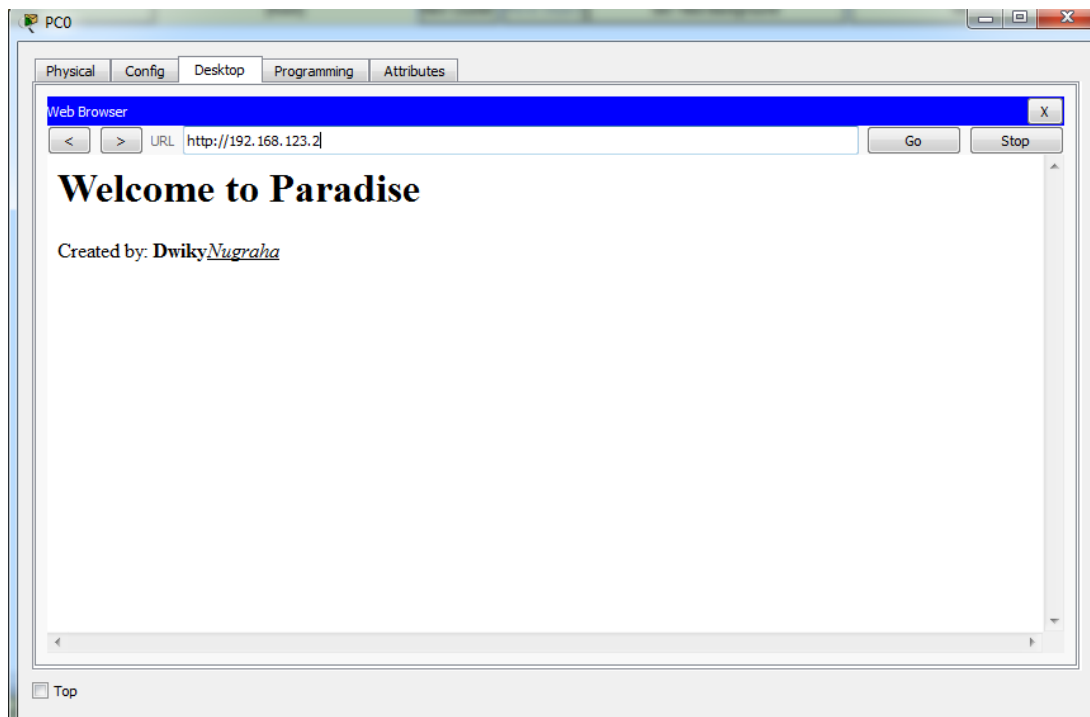 PC0
Physical Config Desktop Programming Attributes
Web Browser X
< > URL http://192.168.123.2 Go Stop
Welcome to Paradise
Created by: DwikyNugraha
Top